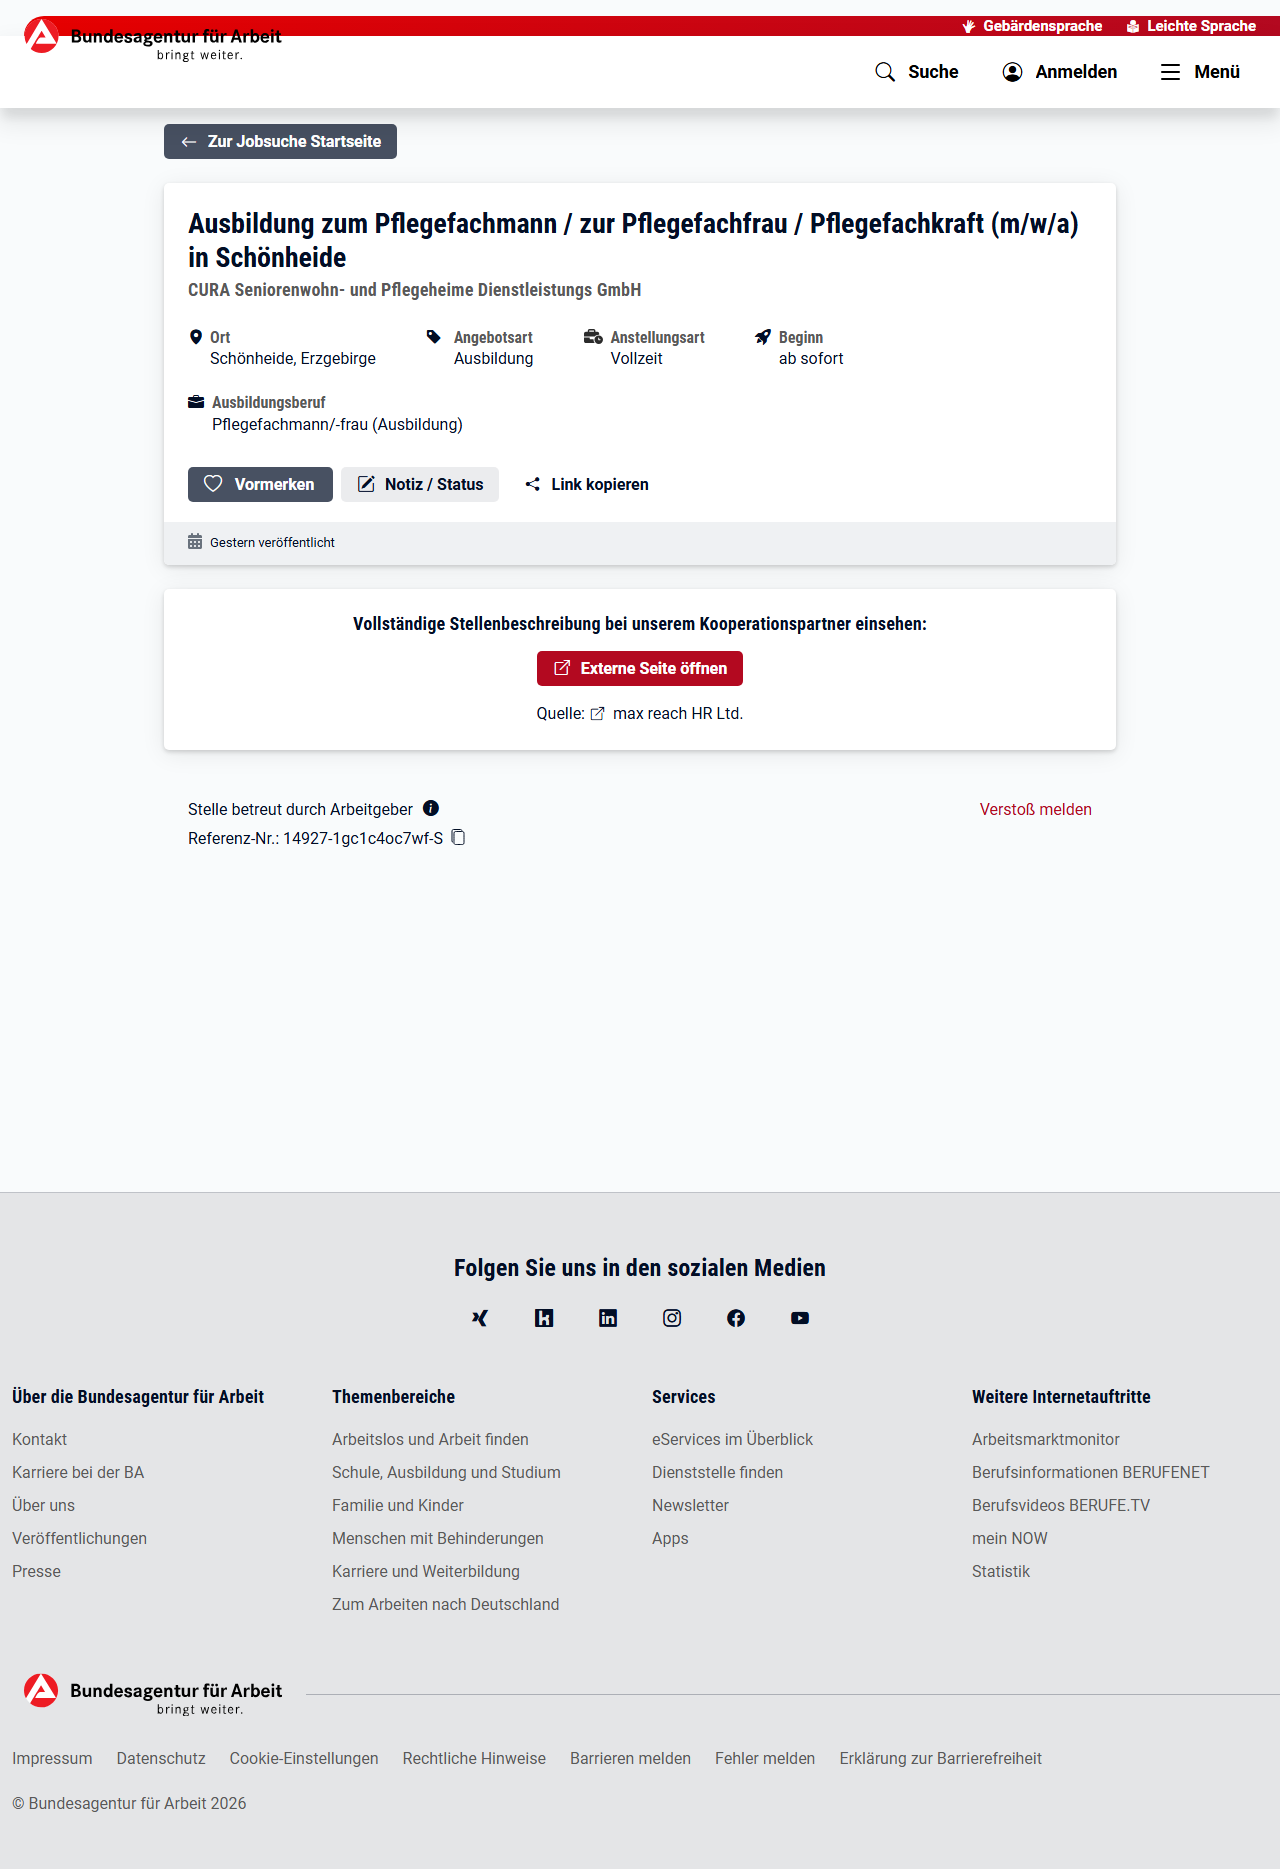 Gebärdensprache Leichte Sprache
Bundesagentur für Arbeit
bringt weiter.
Suche Anmelden Menü
Zur Jobsuche Startseite
Ausbildung zum Pflegefachmann / zur Pflegefachfrau / Pflegefachkraft (m/w/a)
in Schönheide
CURA Seniorenwohn- und Pflegeheime Dienstleistungs GmbH
Ort Angebotsart Anstellungsart Beginn
Schönheide, Erzgebirge Ausbildung Vollzeit ab sofort
Ausbildungsberuf
Pflegefachmann/-frau (Ausbildung)
Vormerken Notiz / Status Link kopieren
Gestern veröffentlicht
Vollständige Stellenbeschreibung bei unserem Kooperationspartner einsehen:
Externe Seite öffnen
Quelle: max reach HR Ltd.
Stelle betreut durch Arbeitgeber Verstoß melden
Referenz-Nr.: 14927-1gc1c4oc7wf-S
Folgen Sie uns in den sozialen Medien
Über die Bundesagentur für Arbeit Themenbereiche Services Weitere Internetauftritte
Kontakt Arbeitslos und Arbeit finden eServices im Überblick Arbeitsmarktmonitor
Karriere bei der BA Schule, Ausbildung und Studium Dienststelle finden Berufsinformationen BERUFENET
Über uns Familie und Kinder Newsletter Berufsvideos BERUFE.TV
Veröffentlichungen Menschen mit Behinderungen Apps mein NOW
Presse Karriere und Weiterbildung Statistik
Zum Arbeiten nach Deutschland
Bundesagentur für Arbeit
bringt weiter.
Impressum Datenschutz Cookie-Einstellungen Rechtliche Hinweise Barrieren melden Fehler melden Erklärung zur Barrierefreiheit
© Bundesagentur für Arbeit 2026